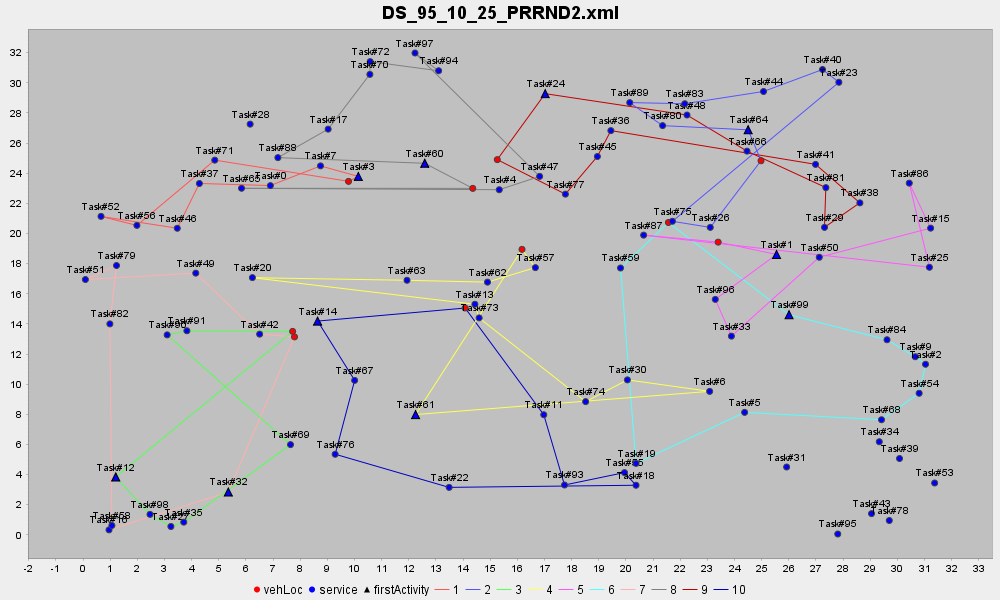 DS_95_10_25_PRRND2.xml
32
30
28
26
24
22
20
18
16
14
12
10
8
6
4
2
0
Task#97
Task#72
Task#94
Task#70
Task#40
Task#23
Task#24
Task#44
Task#89
Task#83
Task#48
Task#28
Task#80
Task#64
Task#17
Task#36
Task#88
Task#60
Task#45
Task#66
Task#71
Task#7
Task#3
Task#47
Task#41
Task#37
Task#65
Task#0
Task#4
Task#77
Task#81
Task#86
Task#38
Task#52
Task#56
Task#46
Task#75
Task#26
Task#29
Task#15
Task#87
Task#1
Task#50
Task#79
Task#51
Task#49
Task#20
Task#63
Task#62
Task#57
Task#59
Task#25
Task#96
Task#13
Task#73
Task#99
Task#82
Task#14
Task#91
Task#42
Task#33
Task#84
Task#9
Task#2
Task#67
Task#30
Task#6
Task#74
Task#54
Task#61
Task#11
Task#5
Task#68
Task#69
Task#76
Task#34
Task#39
Task#12
Task#32
Task#22
Task#93
Task#19
Task#18
Task#31
Task#53
Task#98
Task#35
Task#58
Task#43
Task#78
Task#95
-2 -1 0 1 2 3 4 5 6 7 8 9 10 11 12 13 14 15 16 17 18 19 20 21 22 23 24 25 26 27 28 29 30 31 32 33
vehLoc service firstActivity 1 2 3 4 5 6 7 8 9 10